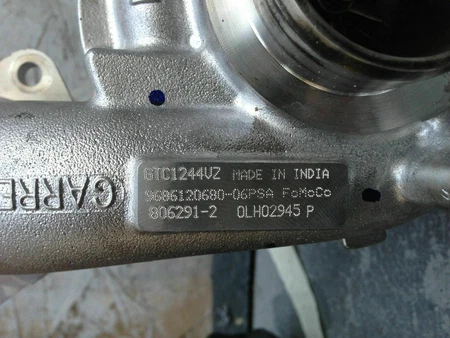 GTC1244VZ MADE IN INDIA
9686120680-06PSA FoMoCo
806291-2 0LH02945 P
GARRE